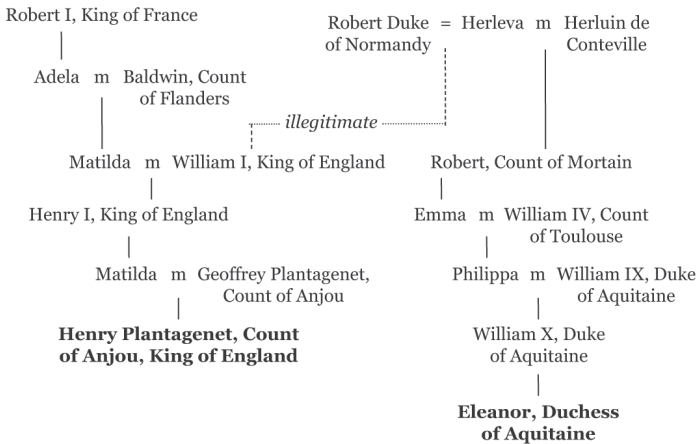 Robert I, King of France
Robert Duke = Herleva m Herluin de
of Normandy Conteville
Adela m Baldwin, Count
of Flanders
illegitimate
Matilda m William I, King of England
Robert, Count of Mortain
Henry I, King of England
Emma m William IV, Count
of Toulouse
Matilda m Geoffrey Plantagenet,
Count of Anjou
Philippa m William IX, Duke
of Aquitaine
Henry Plantagenet, Count
of Anjou, King of England
William X, Duke
of Aquitaine
Eleanor, Duchess
of Aquitaine